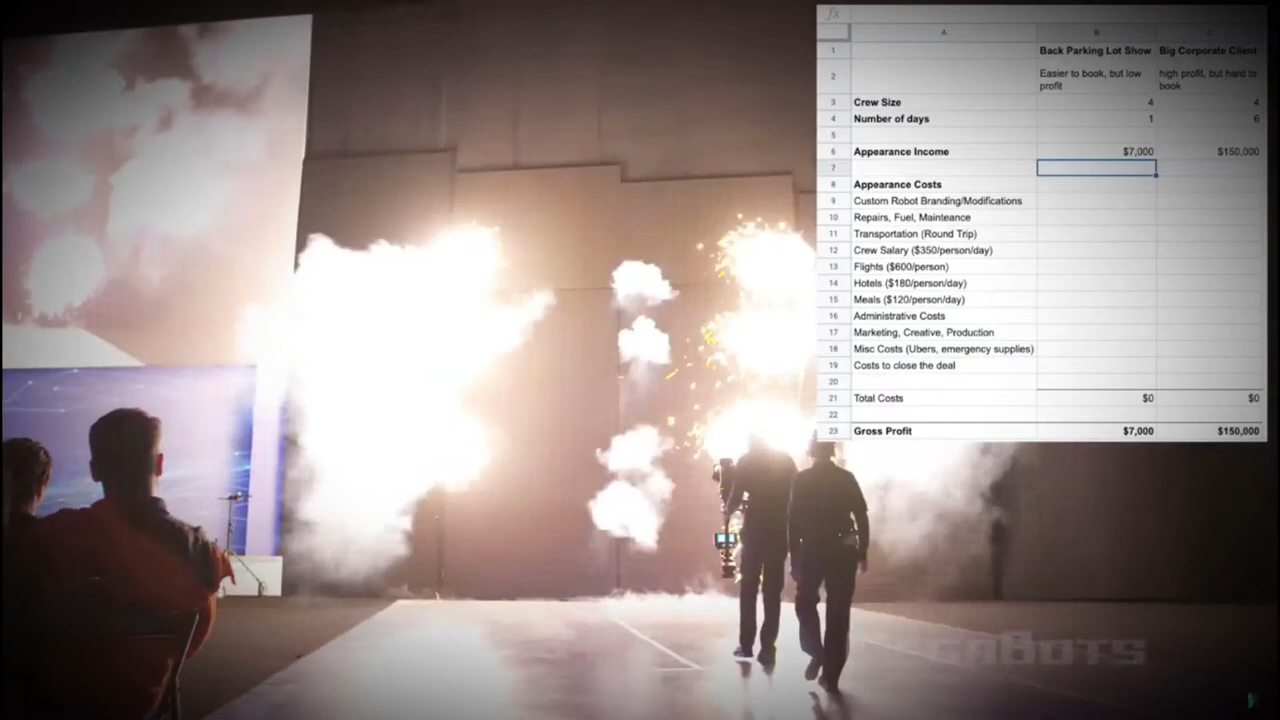 fx
A B C
1 Back Parking Lot Show Big Corporate Client
2 Easier to book, but low high profit, but hard to
profit book
3 Crew Size 4 4
4 Number of days 1 6
5
6 Appearance Income $7,000 $150,000
7
8 Appearance Costs
9 Custom Robot Branding/Modifications
10 Repairs, Fuel, Mainteance
11 Transportation (Round Trip)
12 Crew Salary ($350/person/day)
13 Flights ($600/person)
14 Hotels ($180/person/day)
15 Meals ($120/person/day)
16 Administrative Costs
17 Marketing, Creative, Production
18 Misc Costs (Ubers, emergency supplies)
19 Costs to close the deal
20
21 Total Costs $0 $0
22
23 Gross Profit $7,000 $150,000